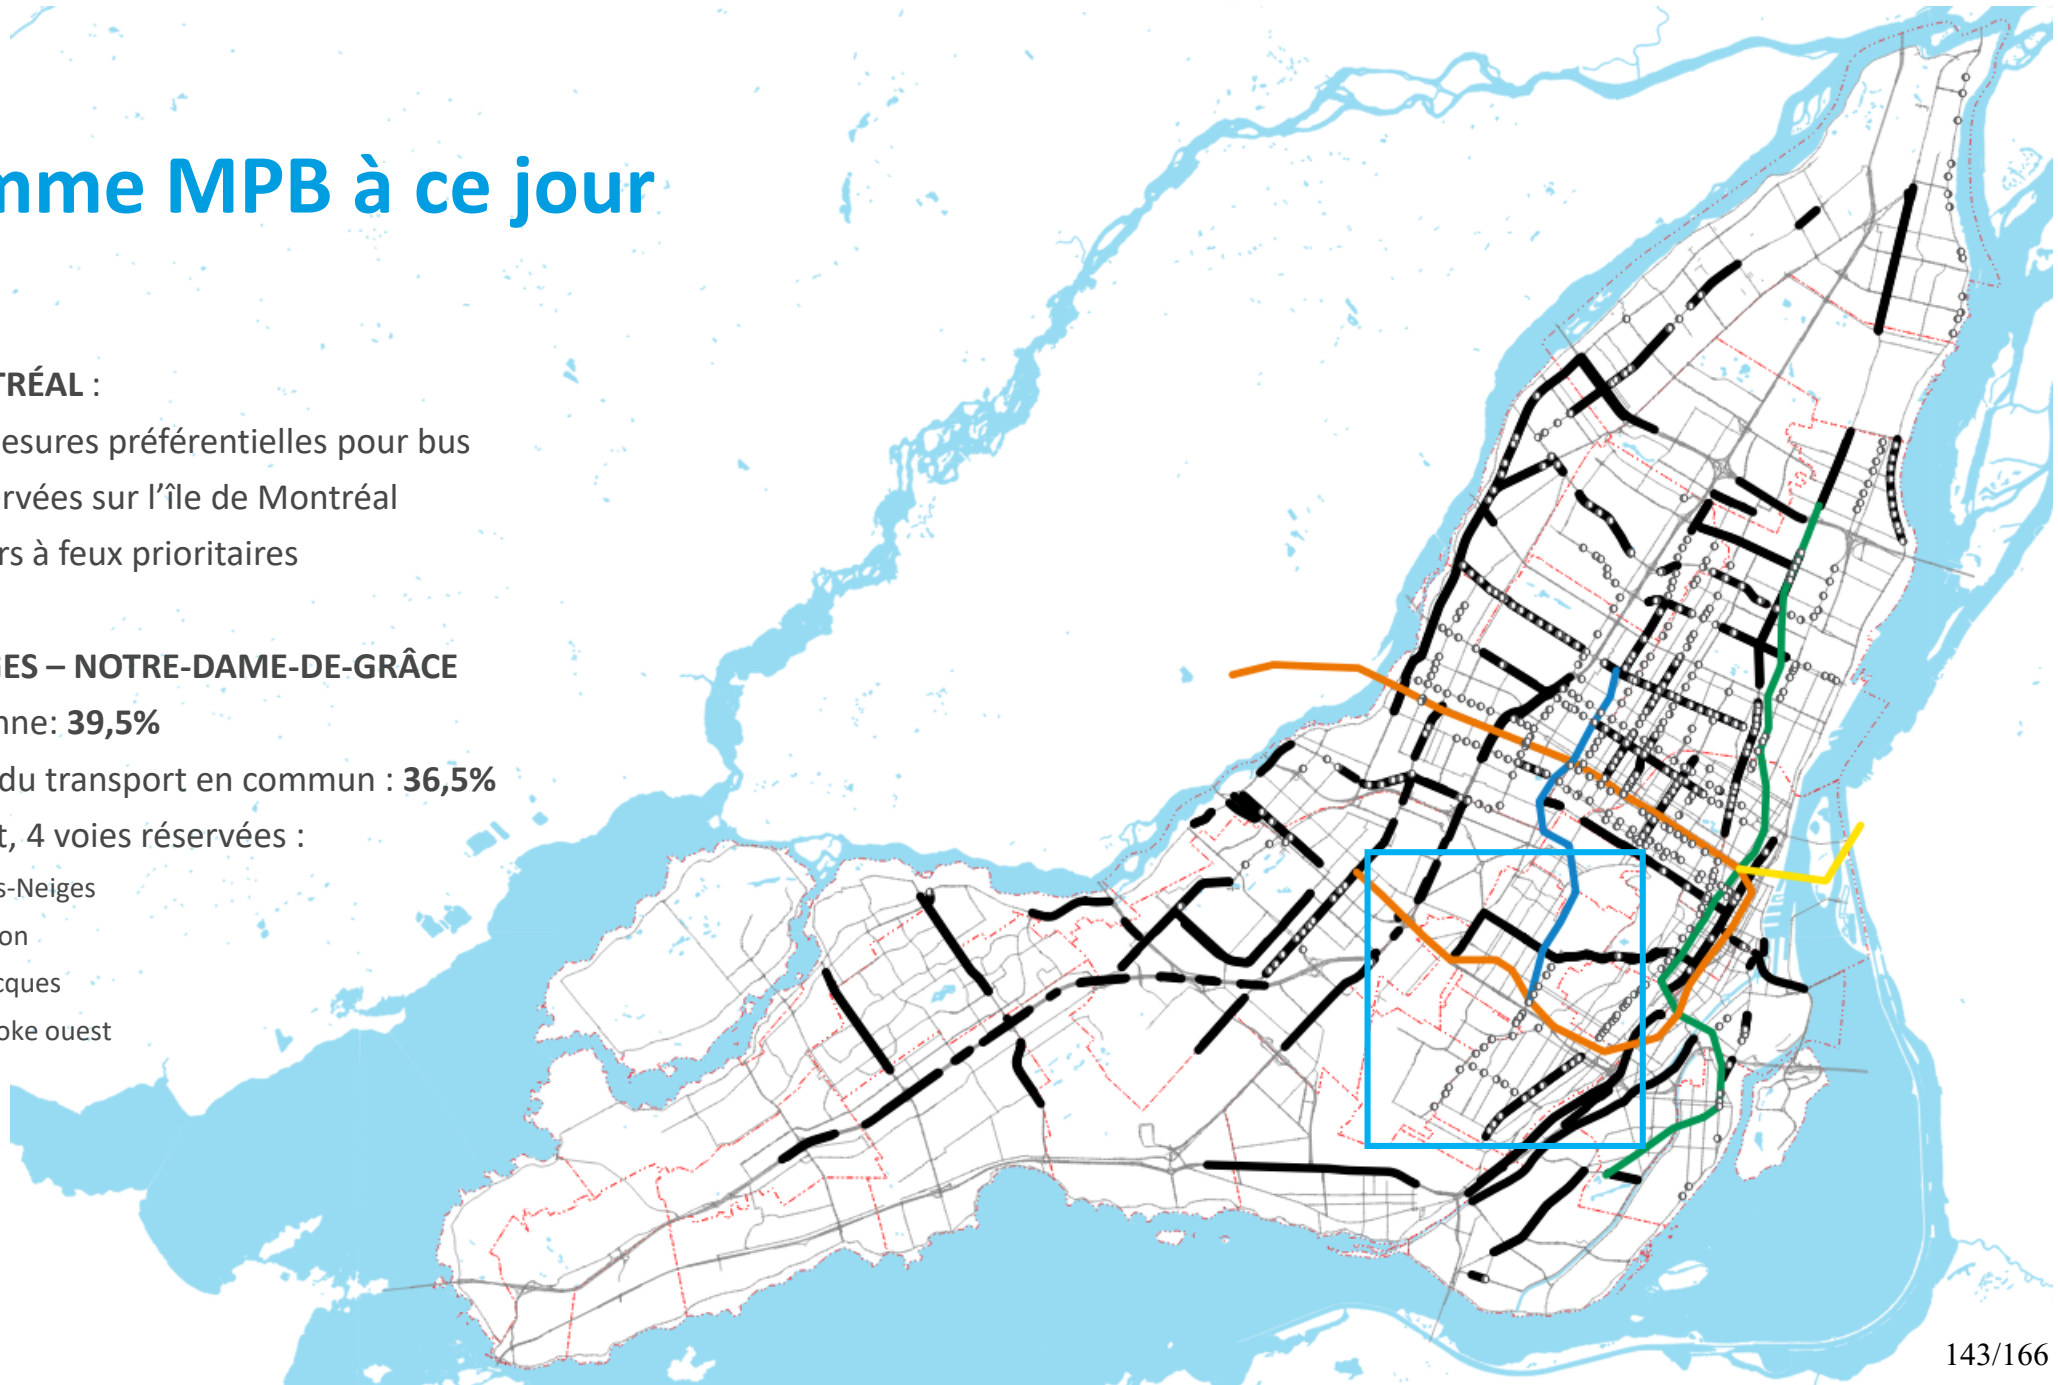 mme MPB à ce jour
TRÉAL :
esures préférentielles pour bus
ervées sur l'île de Montréal
rs à feux prioritaires
GES – NOTRE-DAME-DE-GRÂCE
nne: 39,5%
du transport en commun : 36,5%
t, 4 voies réservées :
s-Neiges
on
cques
oke ouest
143/166